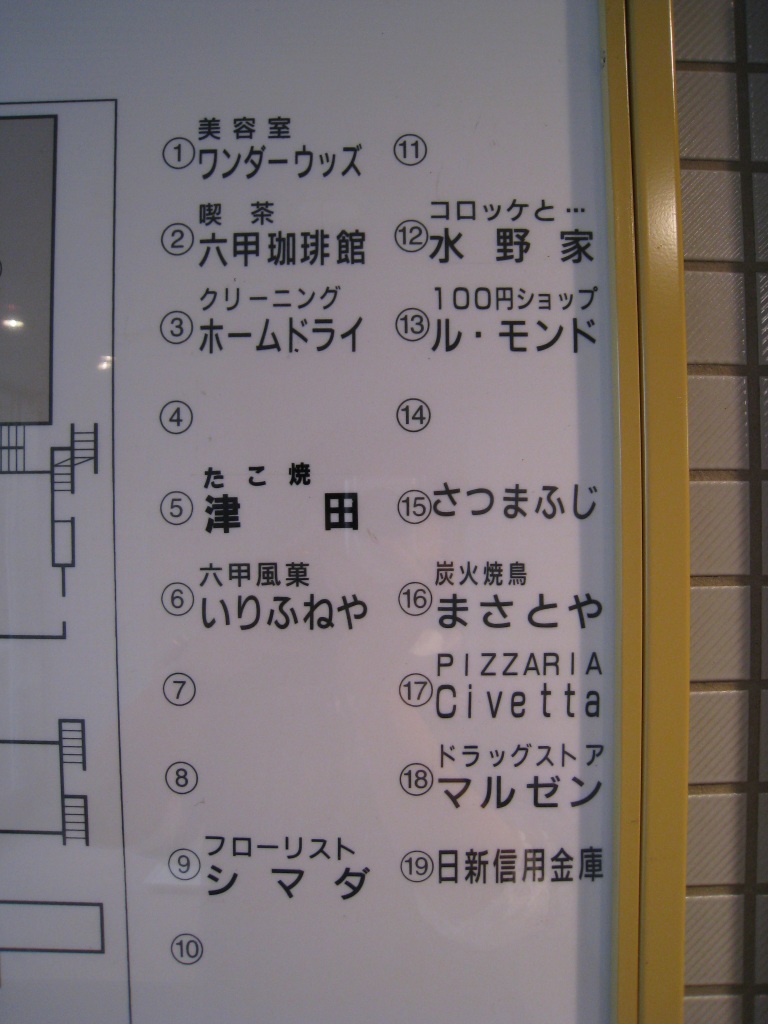 美容室
①ワンダーウッズ
喫茶
②六甲珈琲館
クリーニング
③ホームドライ
④
たこ焼
⑤津田
六甲風菓
⑥いりふねや
⑦
⑧
フローリスト
⑨シマダ
⑩
⑪
コロッケと…
⑫水野家
100円ショップ
⑬ル・モンド
⑭
⑮さつまふじ
炭火焼鳥
⑯まさとや
PIZZARIA
⑰Civetta
ドラッグストア
⑱マルゼン
⑲日新信用金庫